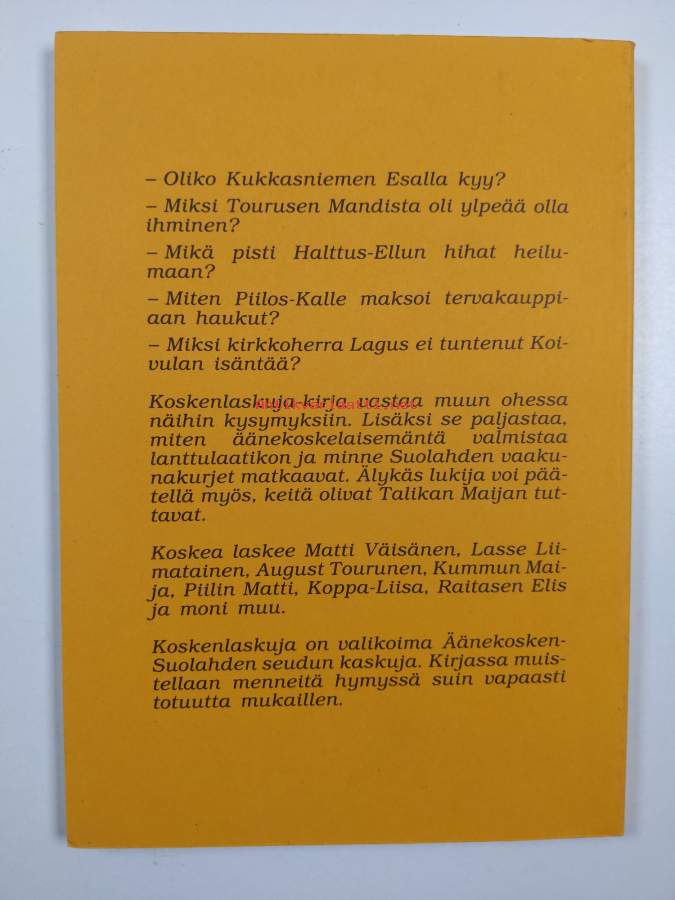 – Oliko Kukkasniemen Esalla kyy?
– Miksi Tourusen Mandista oli ylpeää olla
ihminen?
– Mikä pisti Halttus-Ellun hihat heilu-
maan?
– Miten Piilos-Kalle maksoi tervakauppi-
aan haukut?
– Miksi kirkkoherra Lagus ei tuntenut Koi-
vulan isäntää?
Koskenlaskuja-kirja vastaa muun ohessa
Antikvariaatti.net
näihin kysymyksiin. Lisäksi se paljastaa,
miten äänekoskelaisemäntä valmistaa
lanttulaatikon ja minne Suolahden vaaku-
nakurjet matkaavat. Älykäs lukija voi pää-
tellä myös, keitä olivat Talikan Maijan tut-
tavat.
Koskea laskee Matti Väisänen, Lasse Lii-
matainen, August Tourunen, Kummun Mai-
ja, Piilin Matti, Koppa-Liisa, Raitasen Elis
ja moni muu.
Koskenlaskuja on valikoima Äänekosken-
Suolahden seudun kaskuja. Kirjassa muis-
tellaan menneitä hymyssä suin vapaasti
totuutta mukaillen.